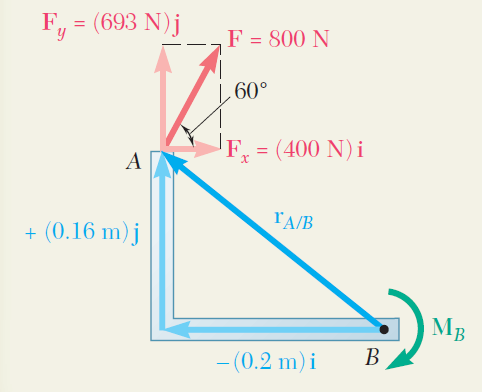 F_y = (693 N)j
F = 800 N
60°
F_x = (400 N) i
A
r_A/B
+ (0.16 m) j
M_B
−(0.2 m) i
B